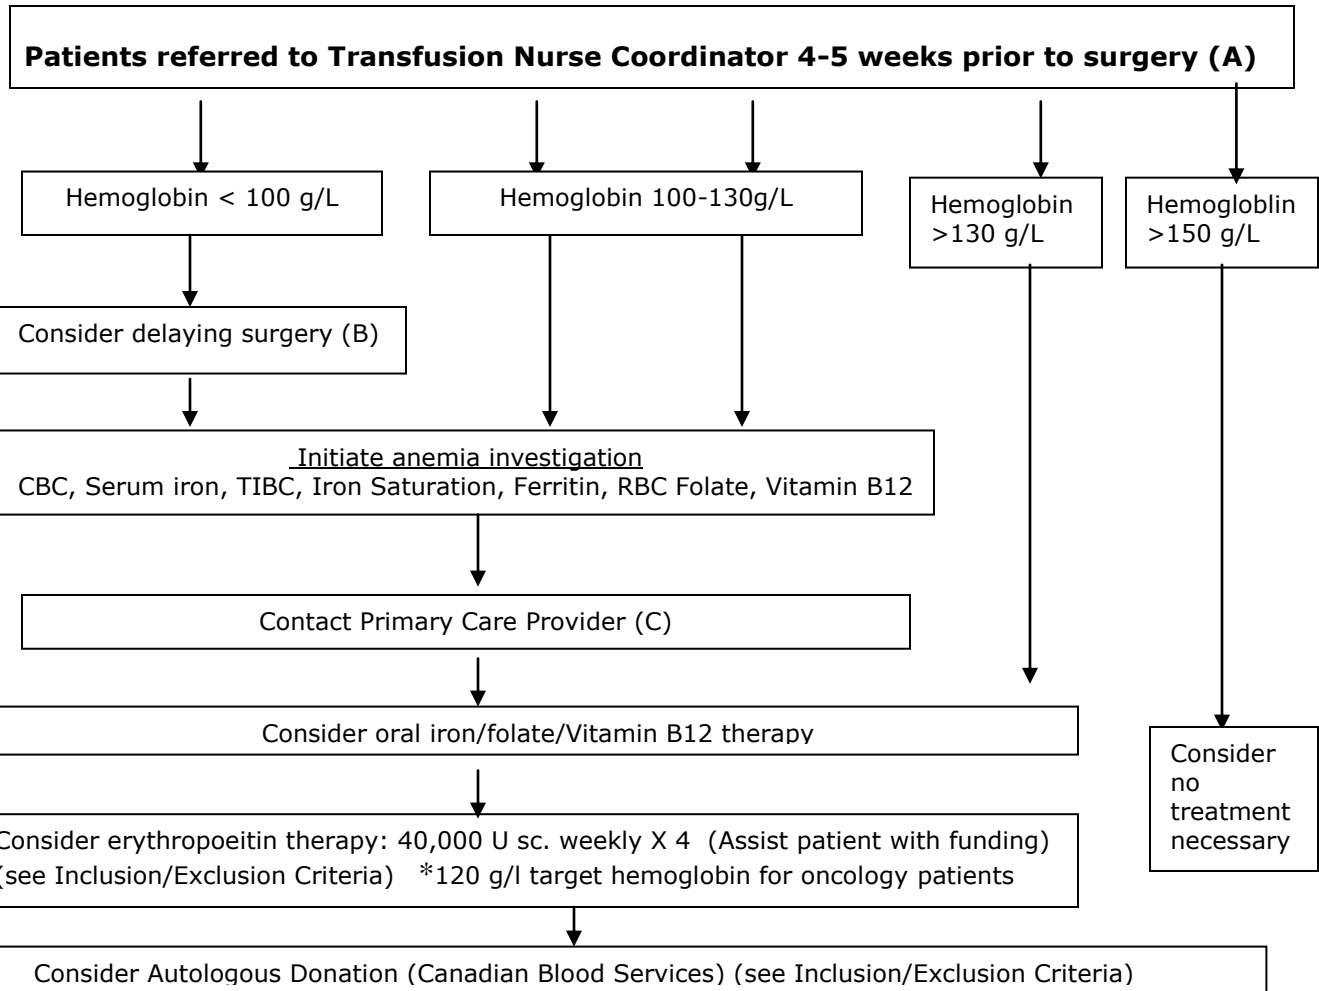 Patients referred to Transfusion Nurse Coordinator 4-5 weeks prior to surgery (A)
Hemoglobin < 100 g/L
Hemoglobin 100-130g/L
Hemoglobin
>130 g/L
Hemogloblin
>150 g/L
Consider delaying surgery (B)
Initiate anemia investigation
CBC, Serum iron, TIBC, Iron Saturation, Ferritin, RBC Folate, Vitamin B12
Contact Primary Care Provider (C)
Consider oral iron/folate/Vitamin B12 therapy
Consider
no
treatment
necessary
Consider erythropoeitin therapy: 40,000 U sc. weekly X 4 (Assist patient with funding)
(see Inclusion/Exclusion Criteria) *120 g/l target hemoglobin for oncology patients
Consider Autologous Donation (Canadian Blood Services) (see Inclusion/Exclusion Criteria)